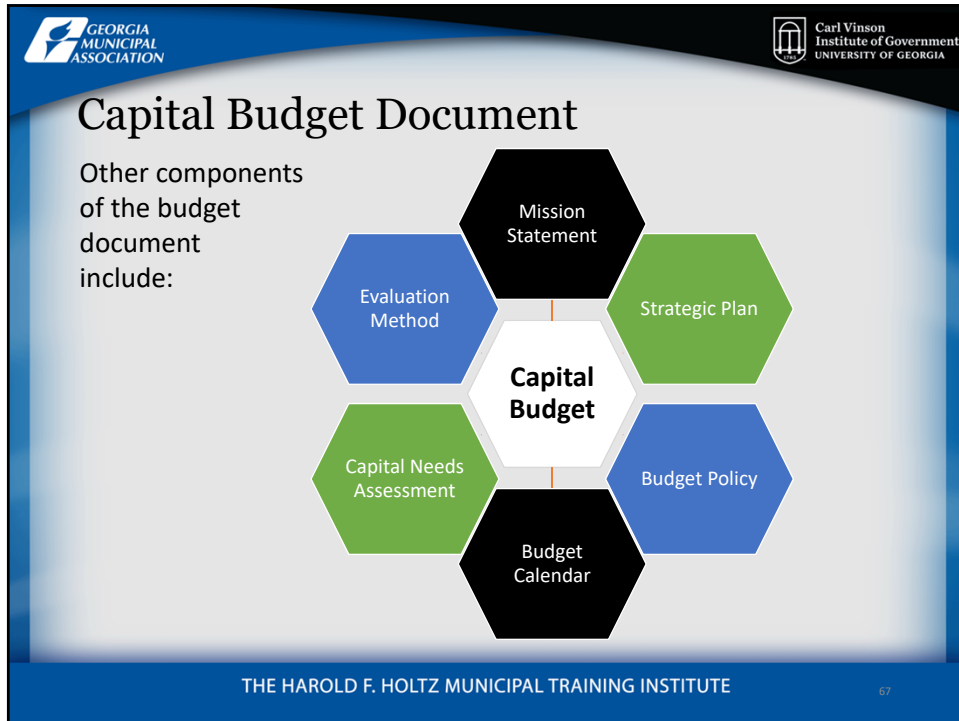 GEORGIA
MUNICIPAL
ASSOCIATION
1785
Carl Vinson
Institute of Government
UNIVERSITY OF GEORGIA
Capital Budget Document
Other components
of the budget
document
include:
Mission
Statement
Strategic Plan
Budget Policy
Budget
Calendar
Capital Needs
Assessment
Evaluation
Method
Capital
Budget
THE HAROLD F. HOLTZ MUNICIPAL TRAINING INSTITUTE
67